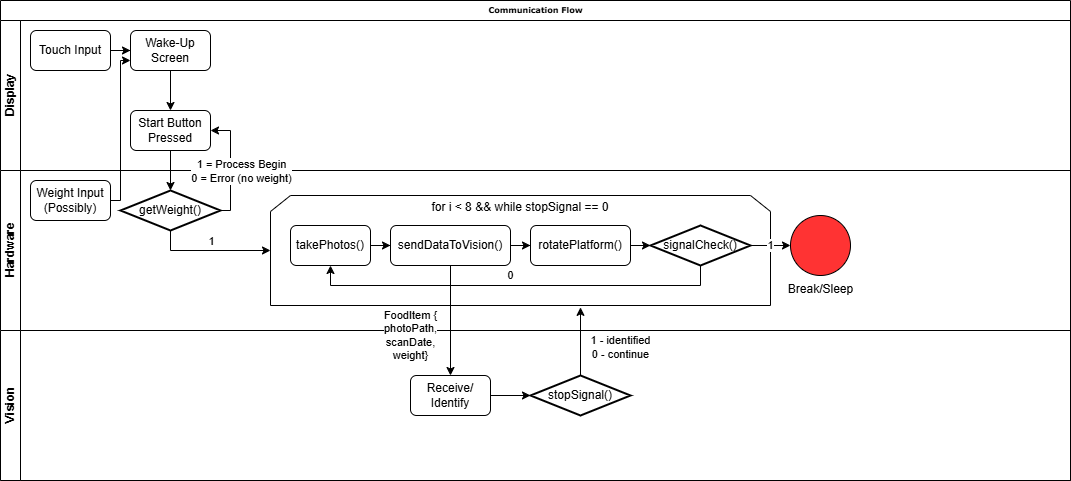 Communication Flow
Display
Touch Input
Wake-Up
Screen
Start Button
Pressed
1 = Process Begin
0 = Error (no weight)
Hardware
Weight Input
(Possibly)
getWeight()
1
for i < 8 && while stopSignal == 0
takePhotos()
sendDataToVision()
rotatePlatform()
signalCheck()
1
0
Break/Sleep
FoodItem {
photoPath,
scanDate,
weight}
1 - identified
0 - continue
Vision
Receive/
Identify
stopSignal()